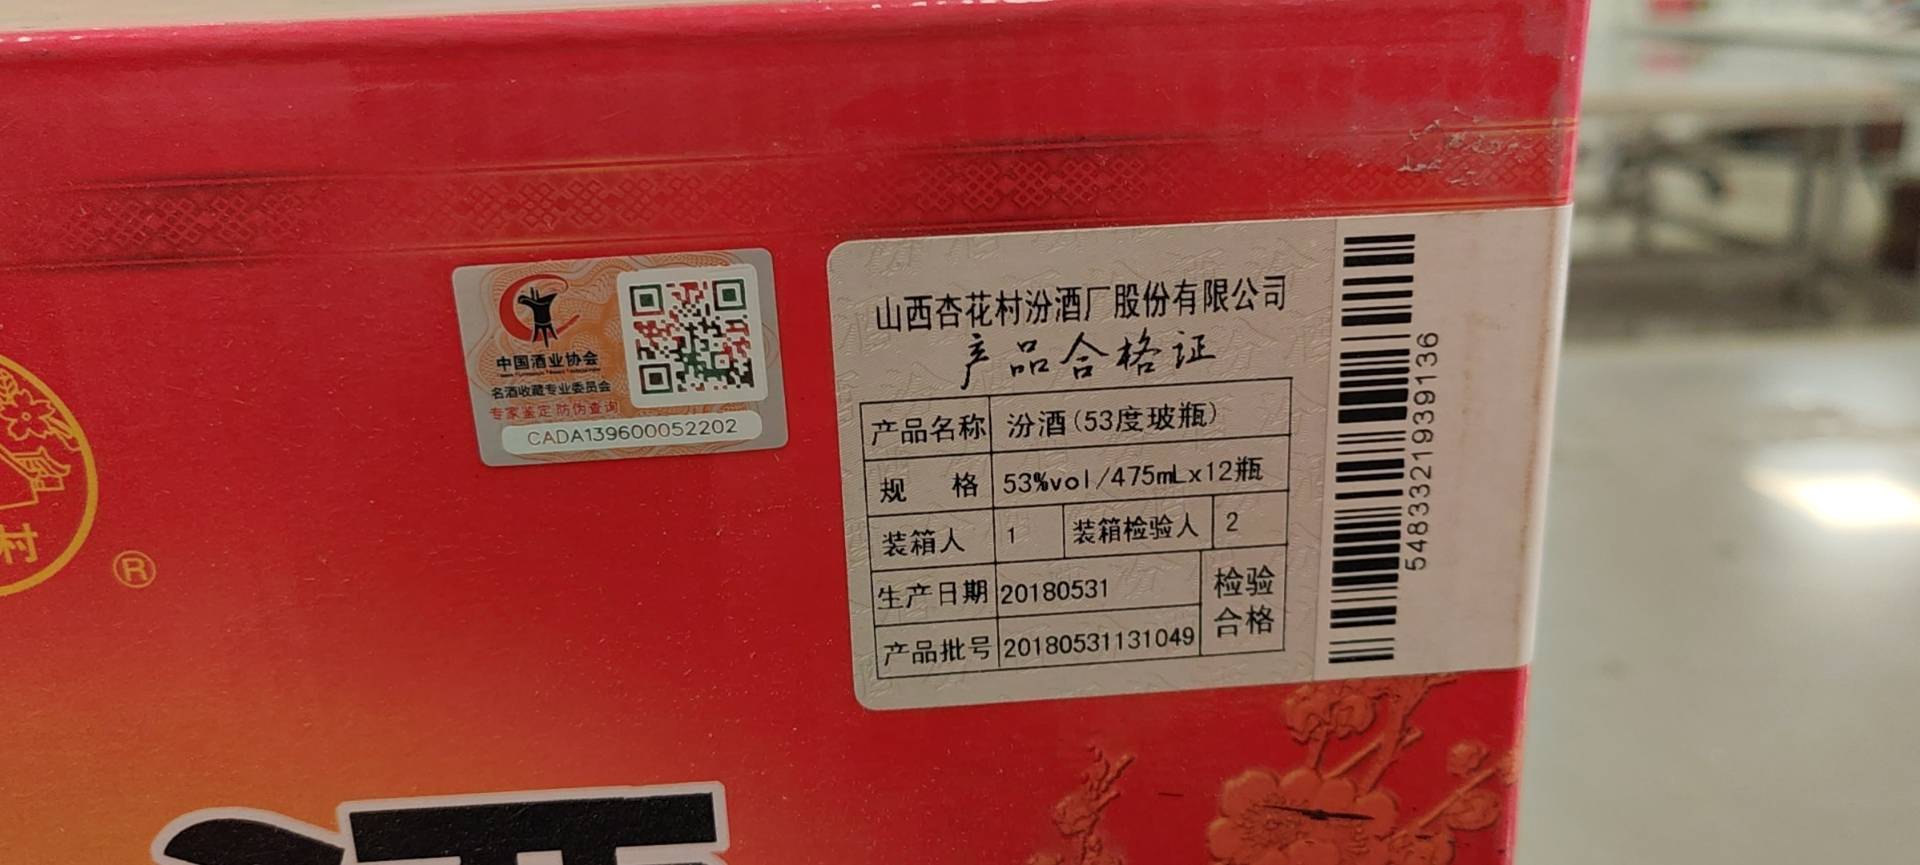 中国酒业协会
名酒收藏专业委员会
专家鉴定 防伪查询
CADA139600052202
山西杏花村汾酒厂股份有限公司
产品合格证
产品名称 汾酒(53度玻瓶)
规 格 53%vol/475mLx12瓶
装箱人 1 装箱检验人 2
生产日期 20180531 检验
产品批号 20180531131049 合格
5483321939136
村
®
酒